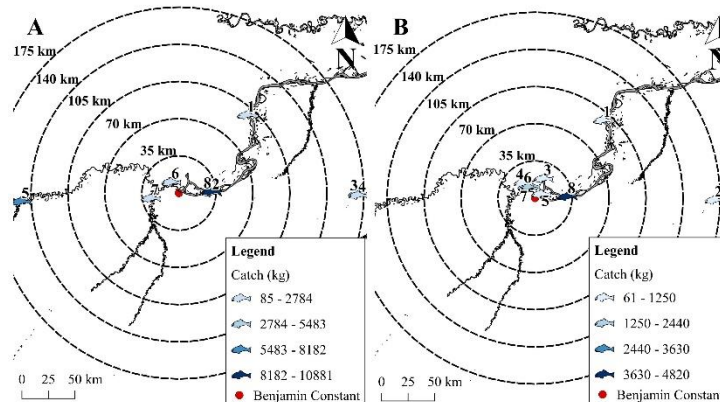 A
N
175 km
140 km
105 km
70 km
35 km
1
6
7
82
5
34
Legend
Catch (kg)
85 - 2784
2784 - 5483
5483 - 8182
8182 - 10881
Benjamin Constant
0 25 50 km
B
N
175 km
140 km
105 km
70 km
35 km
1
3
46
7
5
8
2
Legend
Catch (kg)
61 - 1250
1250 - 2440
2440 - 3630
3630 - 4820
Benjamin Constant
0 25 50 km